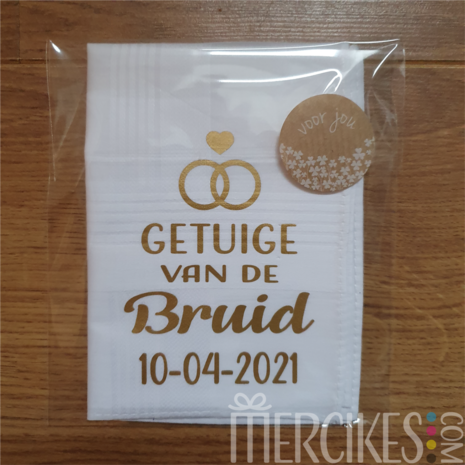 voor jou
GETUIGE
VAN DE
Bruid
10-04-2021
MERCIKES.COM